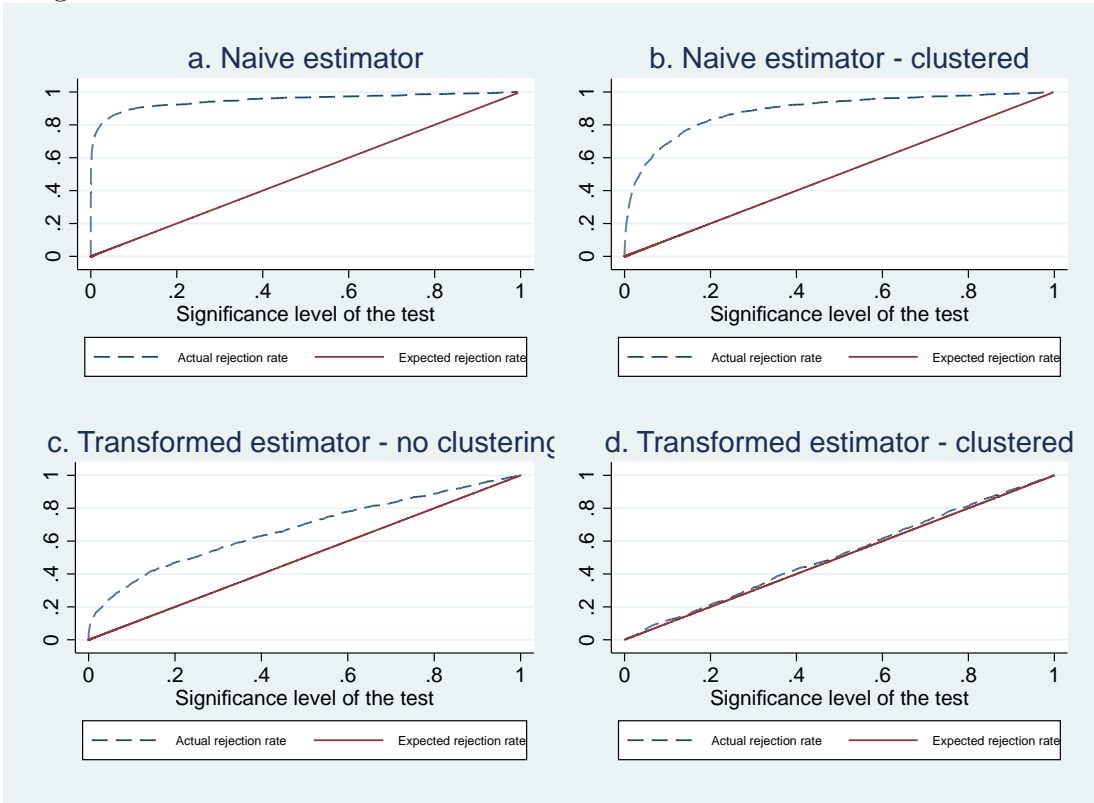 a. Naive estimator
1
.8
.6
.4
.2
0
0 .2 .4 .6 .8 1
Significance level of the test
Actual rejection rate Expected rejection rate
b. Naive estimator - clustered
1
.8
.6
.4
.2
0
0 .2 .4 .6 .8 1
Significance level of the test
Actual rejection rate Expected rejection rate
c. Transformed estimator - no clustering
1
.8
.6
.4
.2
0
0 .2 .4 .6 .8 1
Significance level of the test
Actual rejection rate Expected rejection rate
d. Transformed estimator - clustered
1
.8
.6
.4
.2
0
0 .2 .4 .6 .8 1
Significance level of the test
Actual rejection rate Expected rejection rate